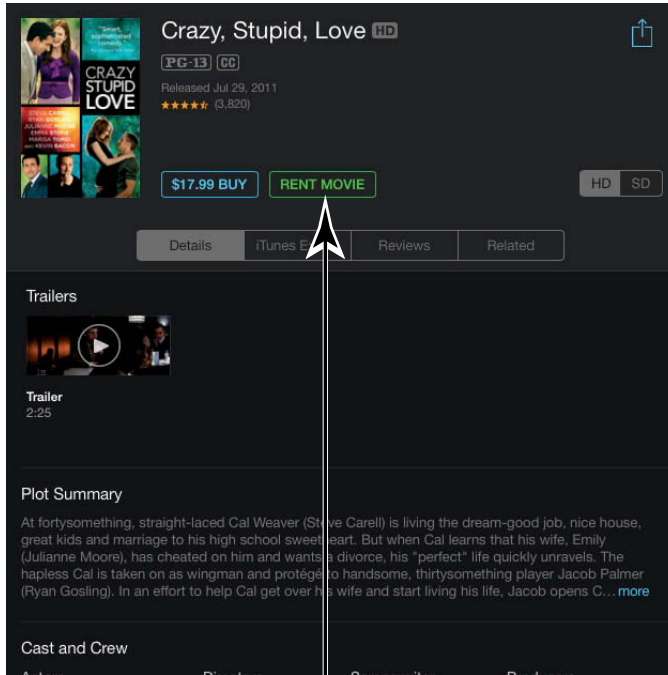 "Smart,
sophisticated
comedy."
CRAZY
STUPID
LOVE
STEVE CARELL
RYAN GOSLING
JULIANNE MOORE
EMMA STONE
MARISA TOMEI
AND KEVIN BACON
Crazy, Stupid, Love HD
PG-13 CC
Released Jul 29, 2011
(3,820)
$17.99 BUY RENT MOVIE HD SD
Details iTunes Reviews Related
Trailers
Trailer
2:25
Plot Summary
At fortysomething, straight-laced Cal Weaver (Steve Carell) is living the dream-good job, nice house,
great kids and marriage to his high school sweetheart. But when Cal learns that his wife, Emily
(Julianne Moore), has cheated on him and wants a divorce, his "perfect" life quickly unravels. The
hapless Cal is taken on as wingman and protégé to handsome, thirtysomething player Jacob Palmer
(Ryan Gosling). In an effort to help Cal get over his wife and start living his life, Jacob opens C... more
Cast and Crew